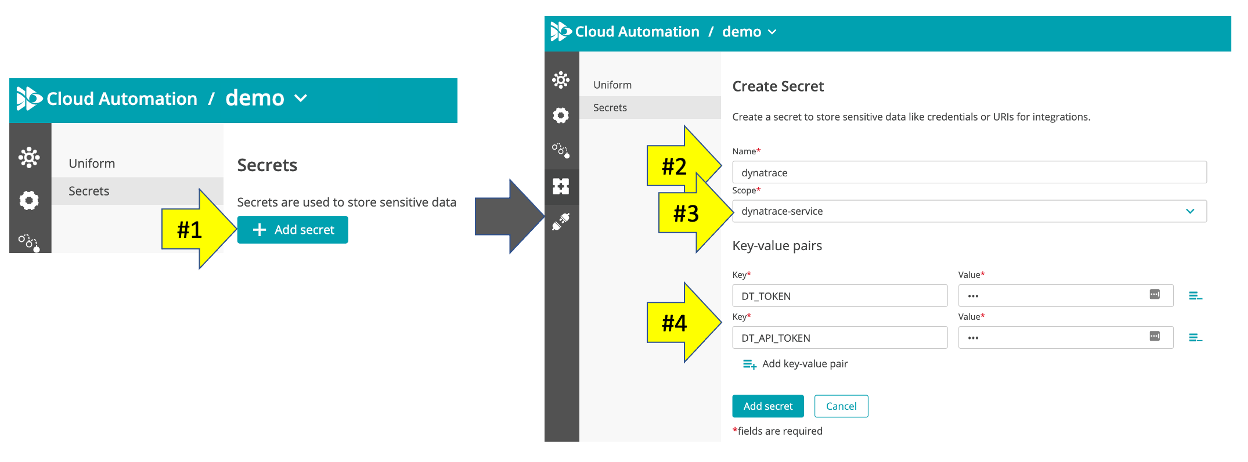 Cloud Automation / demo
Uniform
Secrets
Secrets
Secrets are used to store sensitive data
#1
+ Add secret
Cloud Automation / demo
Uniform
Secrets
Create Secret
Create a secret to store sensitive data like credentials or URIs for integrations.
Name*
#2
dynatrace
Scope*
#3
dynatrace-service
Key-value pairs
Key* Value*
DT_TOKEN •••
#4
Key* Value*
DT_API_TOKEN •••
Add key-value pair
Add secret Cancel
*fields are required